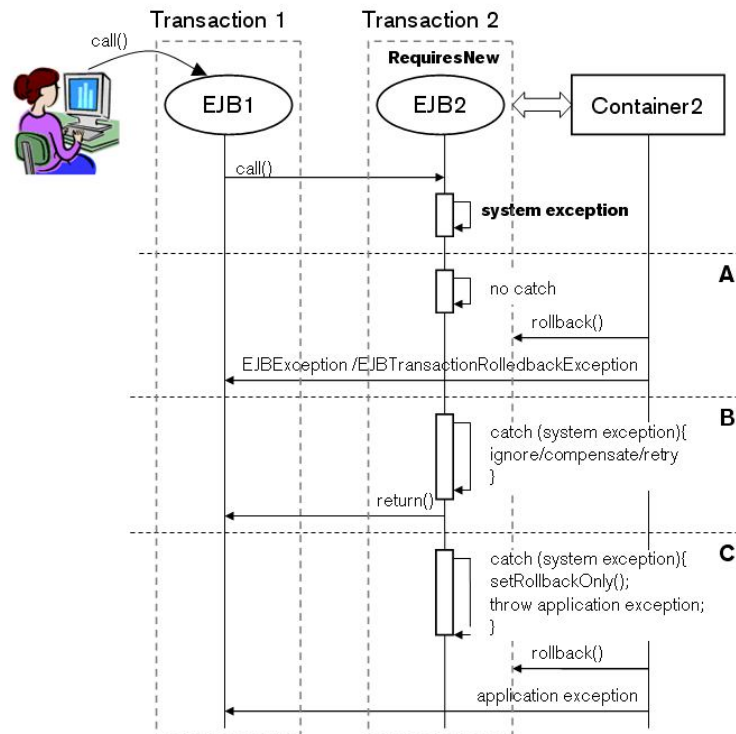 Transaction 1
Transaction 2
call()
RequiresNew
EJB1
EJB2
Container2
call()
system exception
A
no catch
rollback()
EJBException /EJBTransactionRolledbackException
B
catch (system exception){
ignore/compensate/retry
}
return()
C
catch (system exception){
setRollbackOnly();
throw application exception;
}
rollback()
application exception